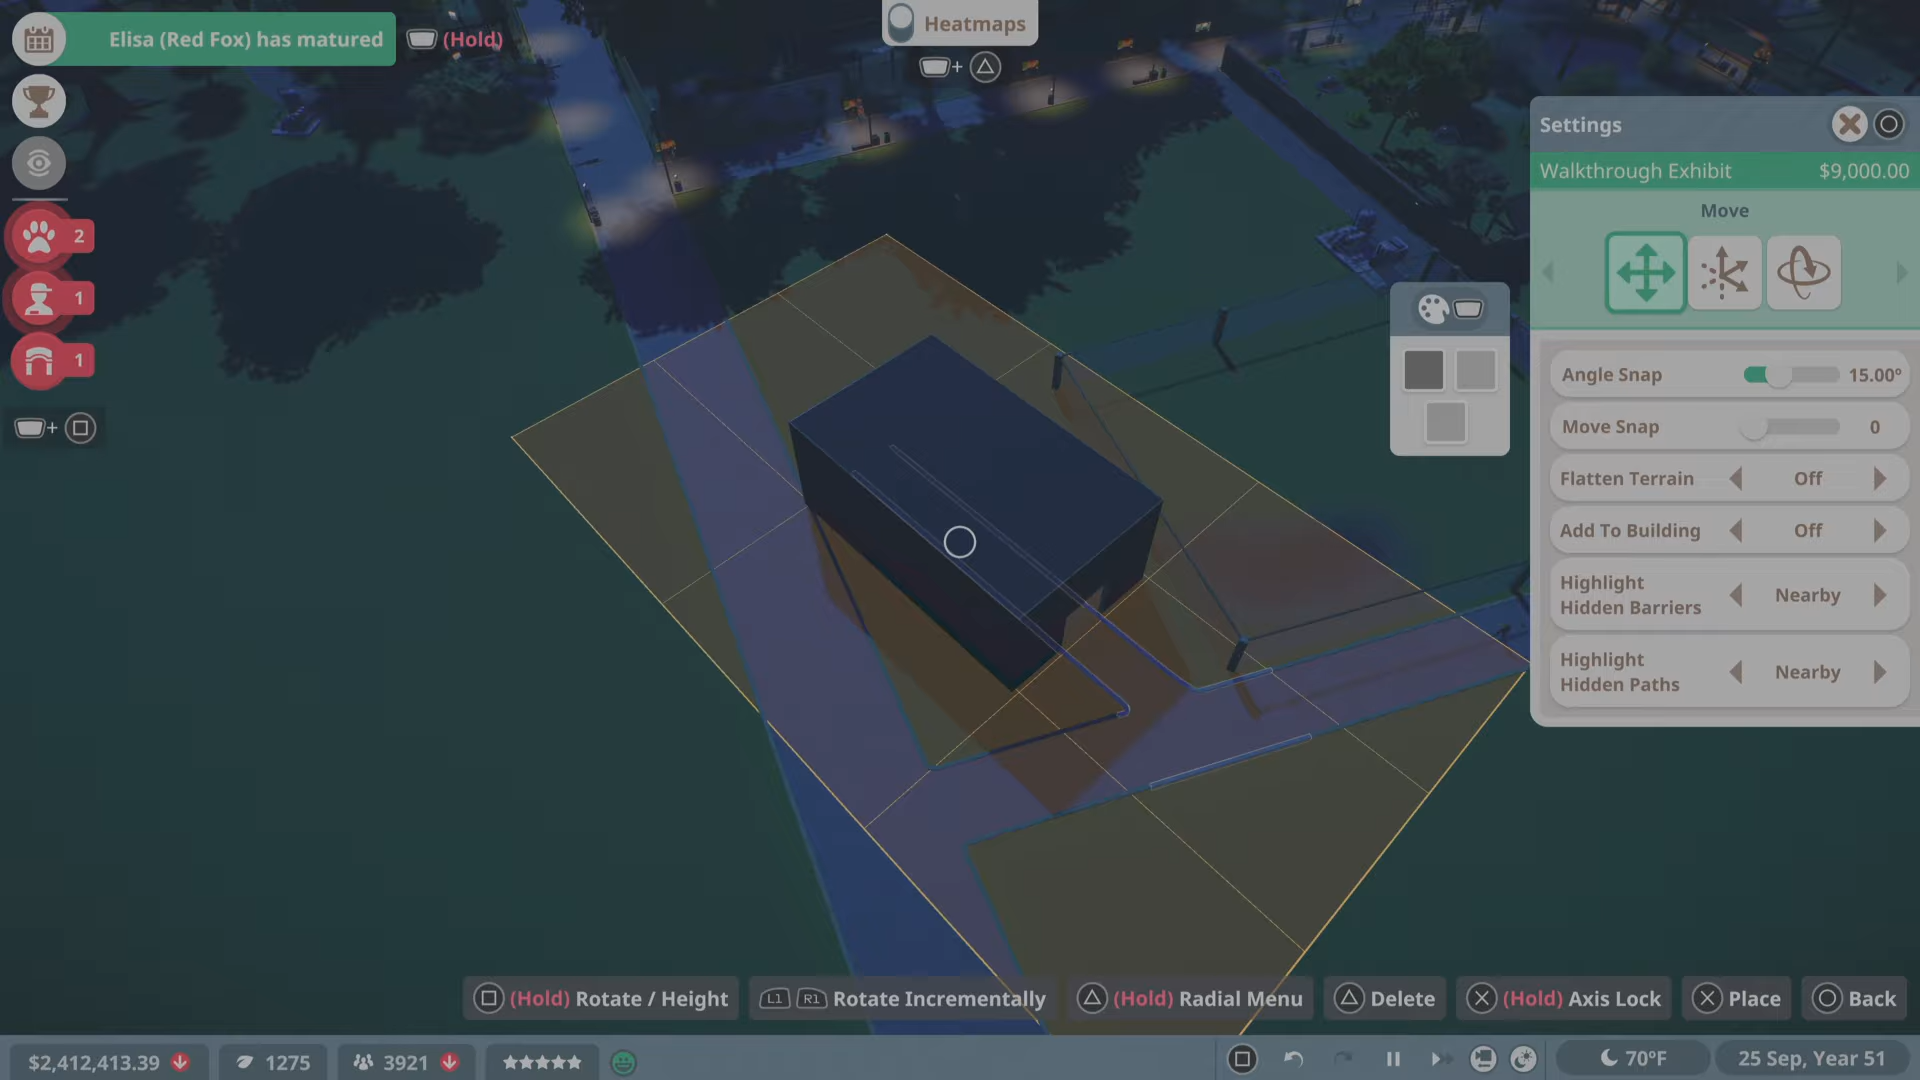 Elisa (Red Fox) has matured
(Hold)
Heatmaps
+
2
1
1
+
Settings
Walkthrough Exhibit
$9,000.00
Move
Angle Snap
15.00º
Move Snap
0
Flatten Terrain
Off
Add To Building
Off
Highlight
Hidden Barriers
Nearby
Highlight
Hidden Paths
Nearby
(Hold) Rotate / Height
L1 R1 Rotate Incrementally
(Hold) Radial Menu
Delete
(Hold) Axis Lock
Place
Back
$2,412,413.39
1275
3921
70ºF
25 Sep, Year 51